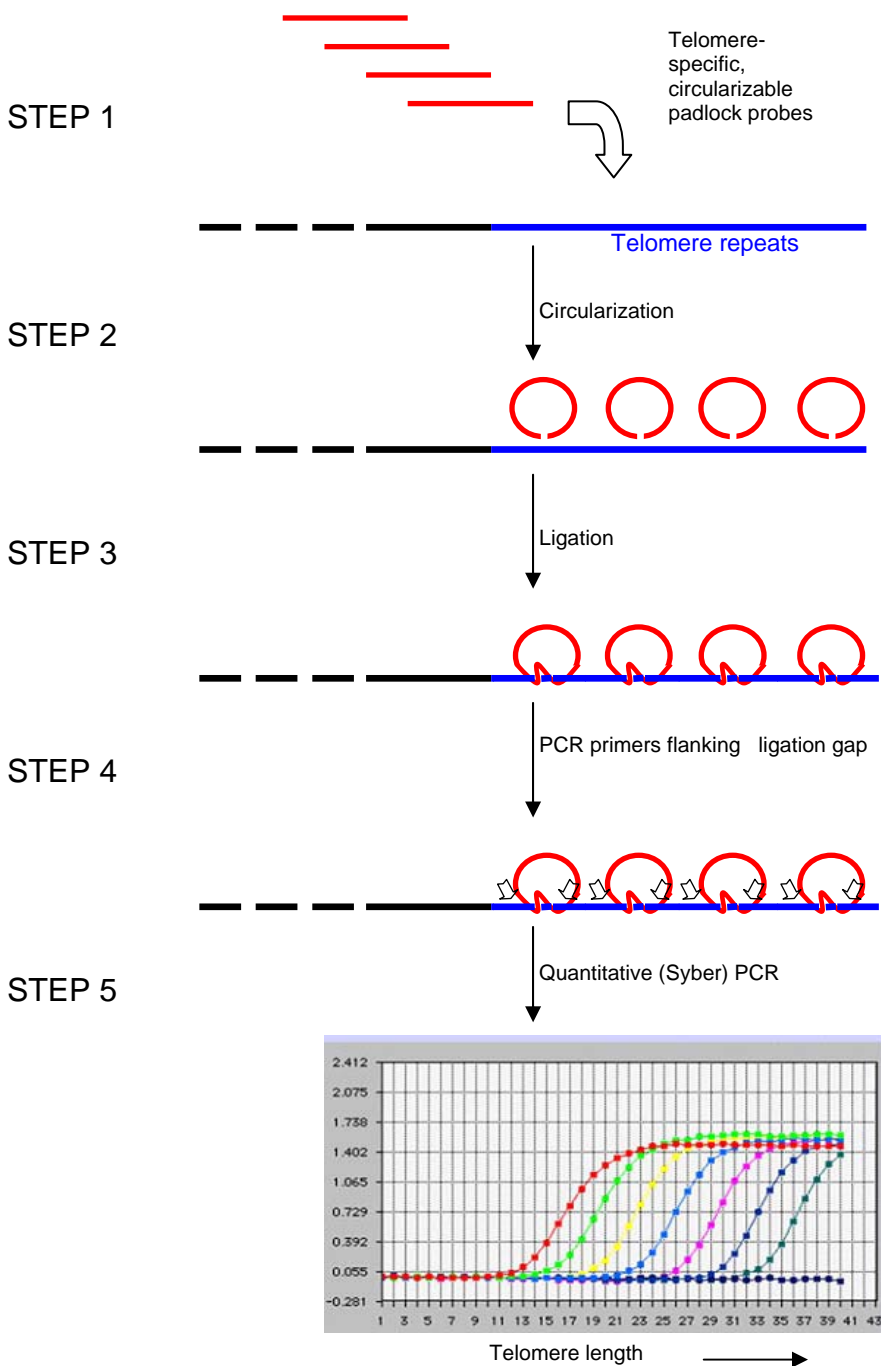 STEP 1
Telomere-
specific,
circularizable
padlock probes
Telomere repeats
Circularization
STEP 2
Ligation
STEP 3
PCR primers flanking ligation gap
STEP 4
Quantitative (Syber) PCR
STEP 5
2.412
2.075
1.738
1.402
1.065
0.729
0.392
0.055
-0.281
1 3 5 7 9 11 13 15 17 19 21 23 25 27 29 31 33 35 37 39 41 43
Telomere length